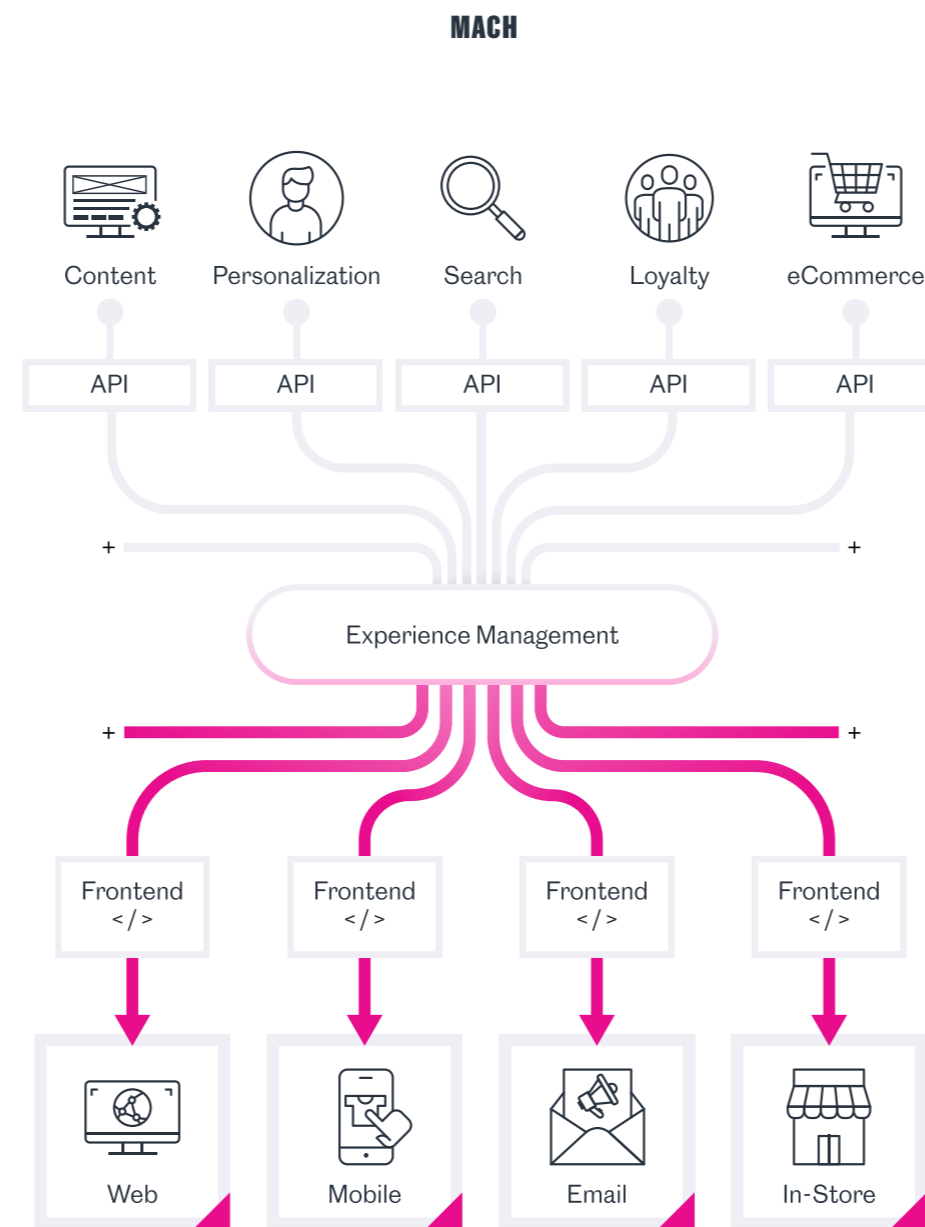 MACH
Content
Personalization
Search
Loyalty
eCommerce
API
API
API
API
API
+
+
Experience Management
+
+
Frontend
</>
Frontend
</>
Frontend
</>
Frontend
</>
Web
Mobile
Email
In-Store